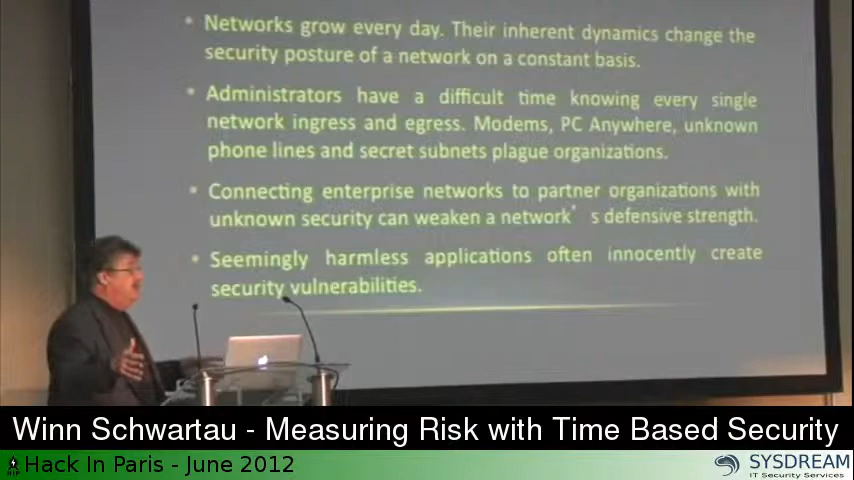 • Networks grow every day. Their inherent dynamics change the
security posture of a network on a constant basis.
• Administrators have a difficult time knowing every single
network ingress and egress. Modems, PC Anywhere, unknown
phone lines and secret subnets plague organizations.
• Connecting enterprise networks to partner organizations with
unknown security can weaken a network's defensive strength.
• Seemingly harmless applications often innocently create
security vulnerabilities.
Winn Schwartau - Measuring Risk with Time Based Security
Hack In Paris - June 2012
SYSDREAM
IT Security Services